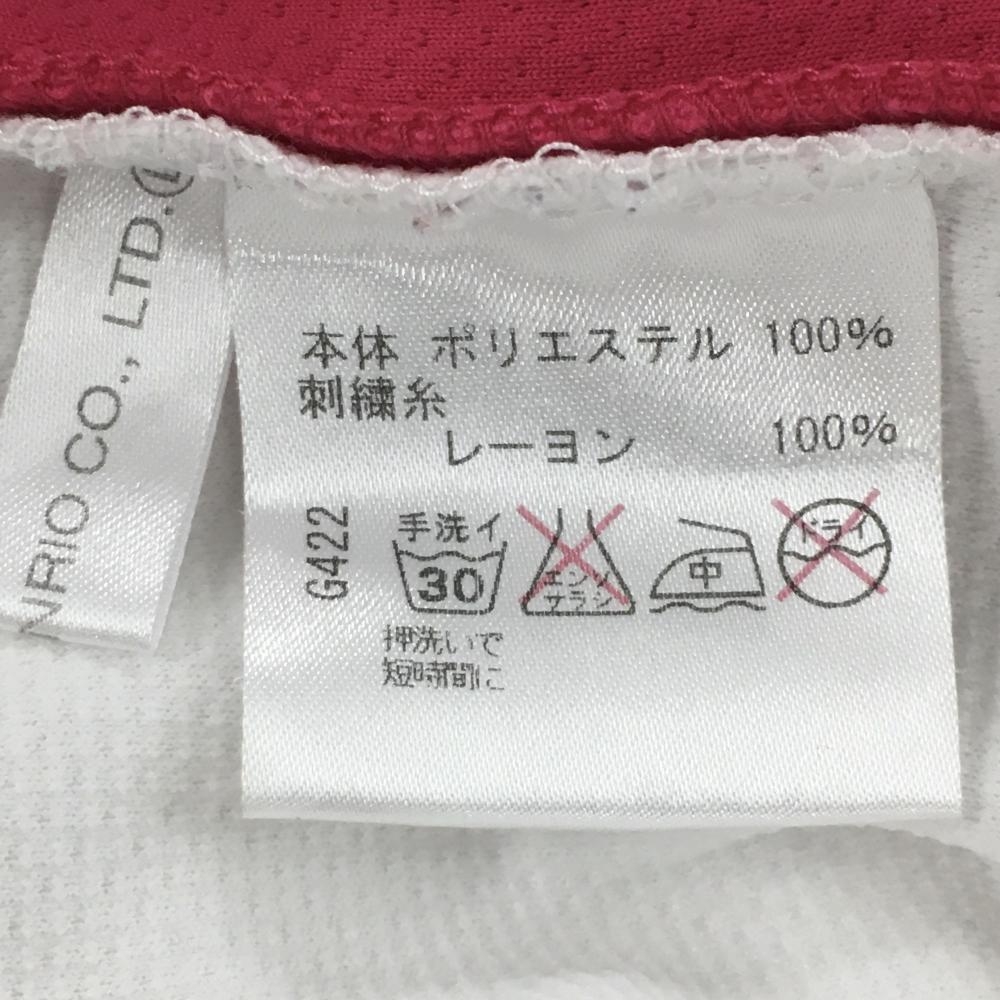 NRIO CO., LTD.
本体 ポリエステル 100%
刺繍糸
レーヨン 100%
G422
手洗イ
30
エンソ
サラシ
中
ドライ
押洗いで
短時間に